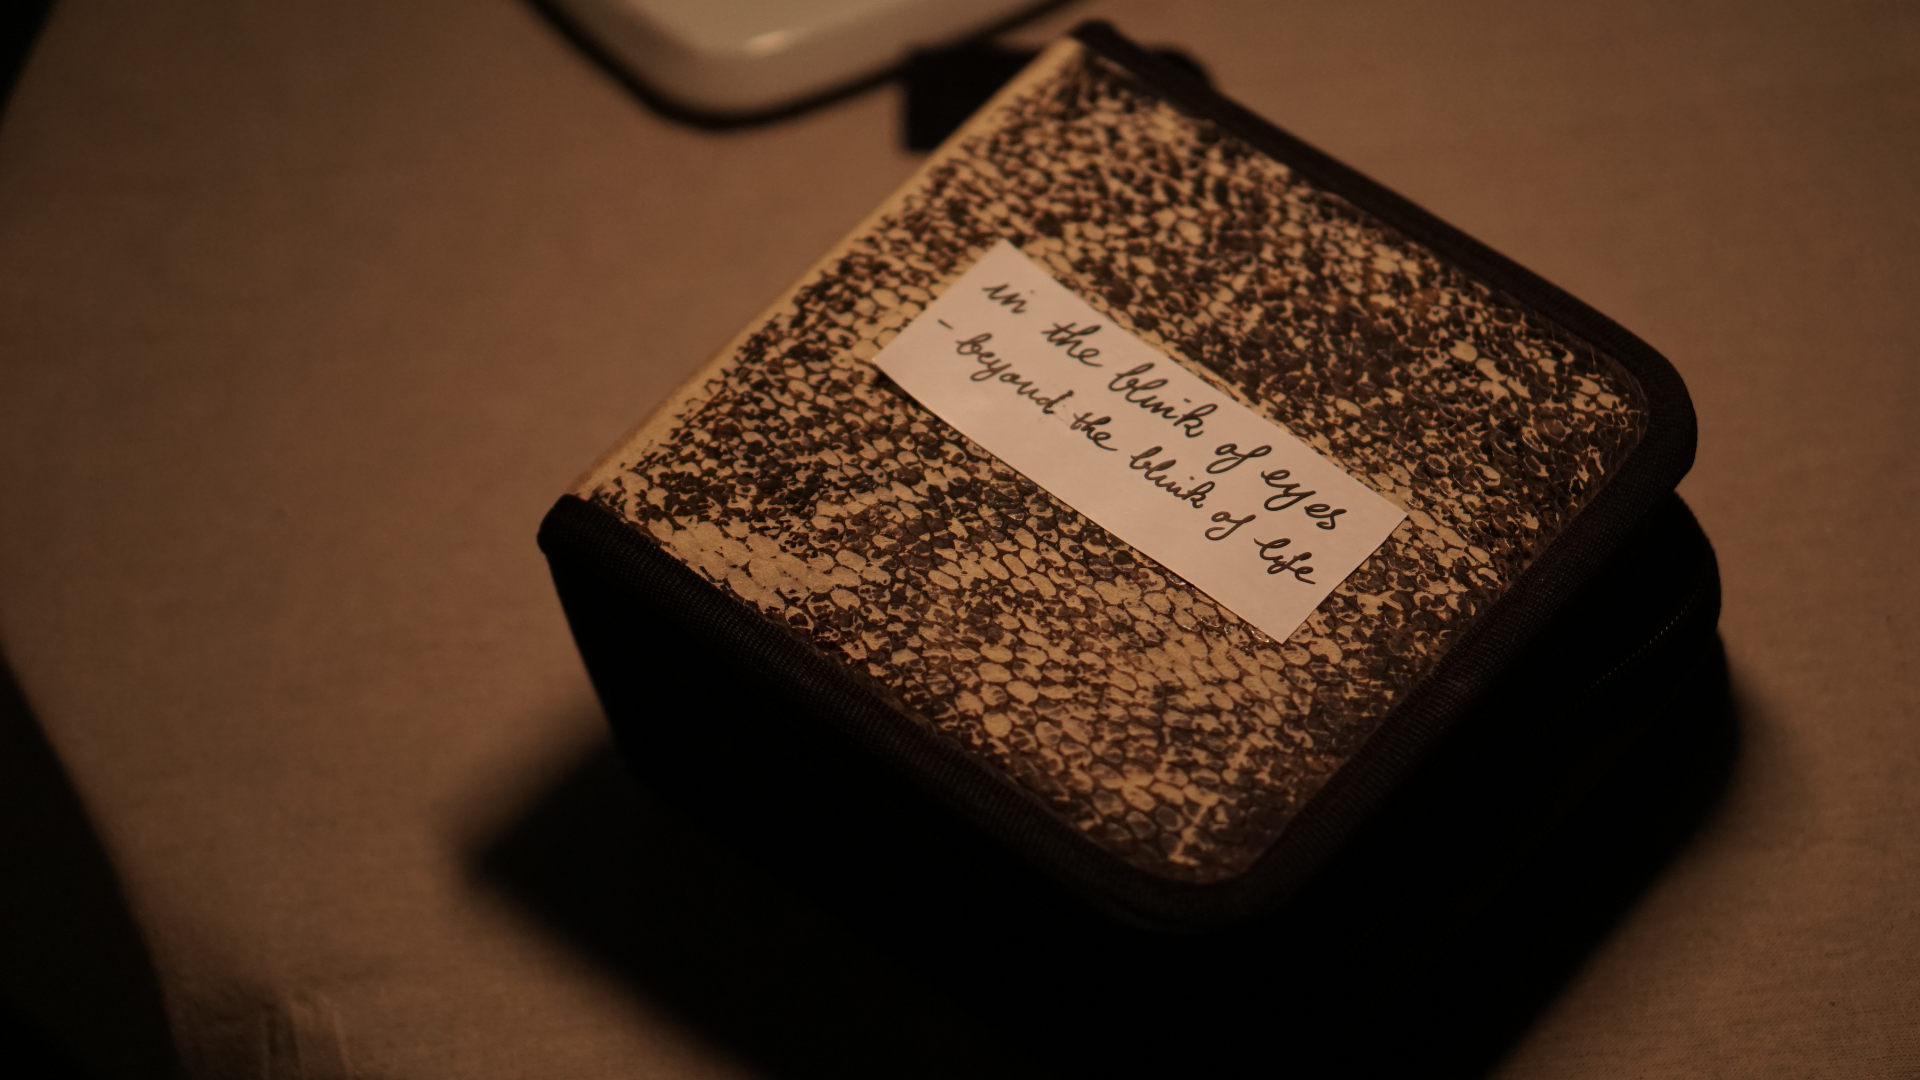 in the blink of eyes
- beyond the blink of life